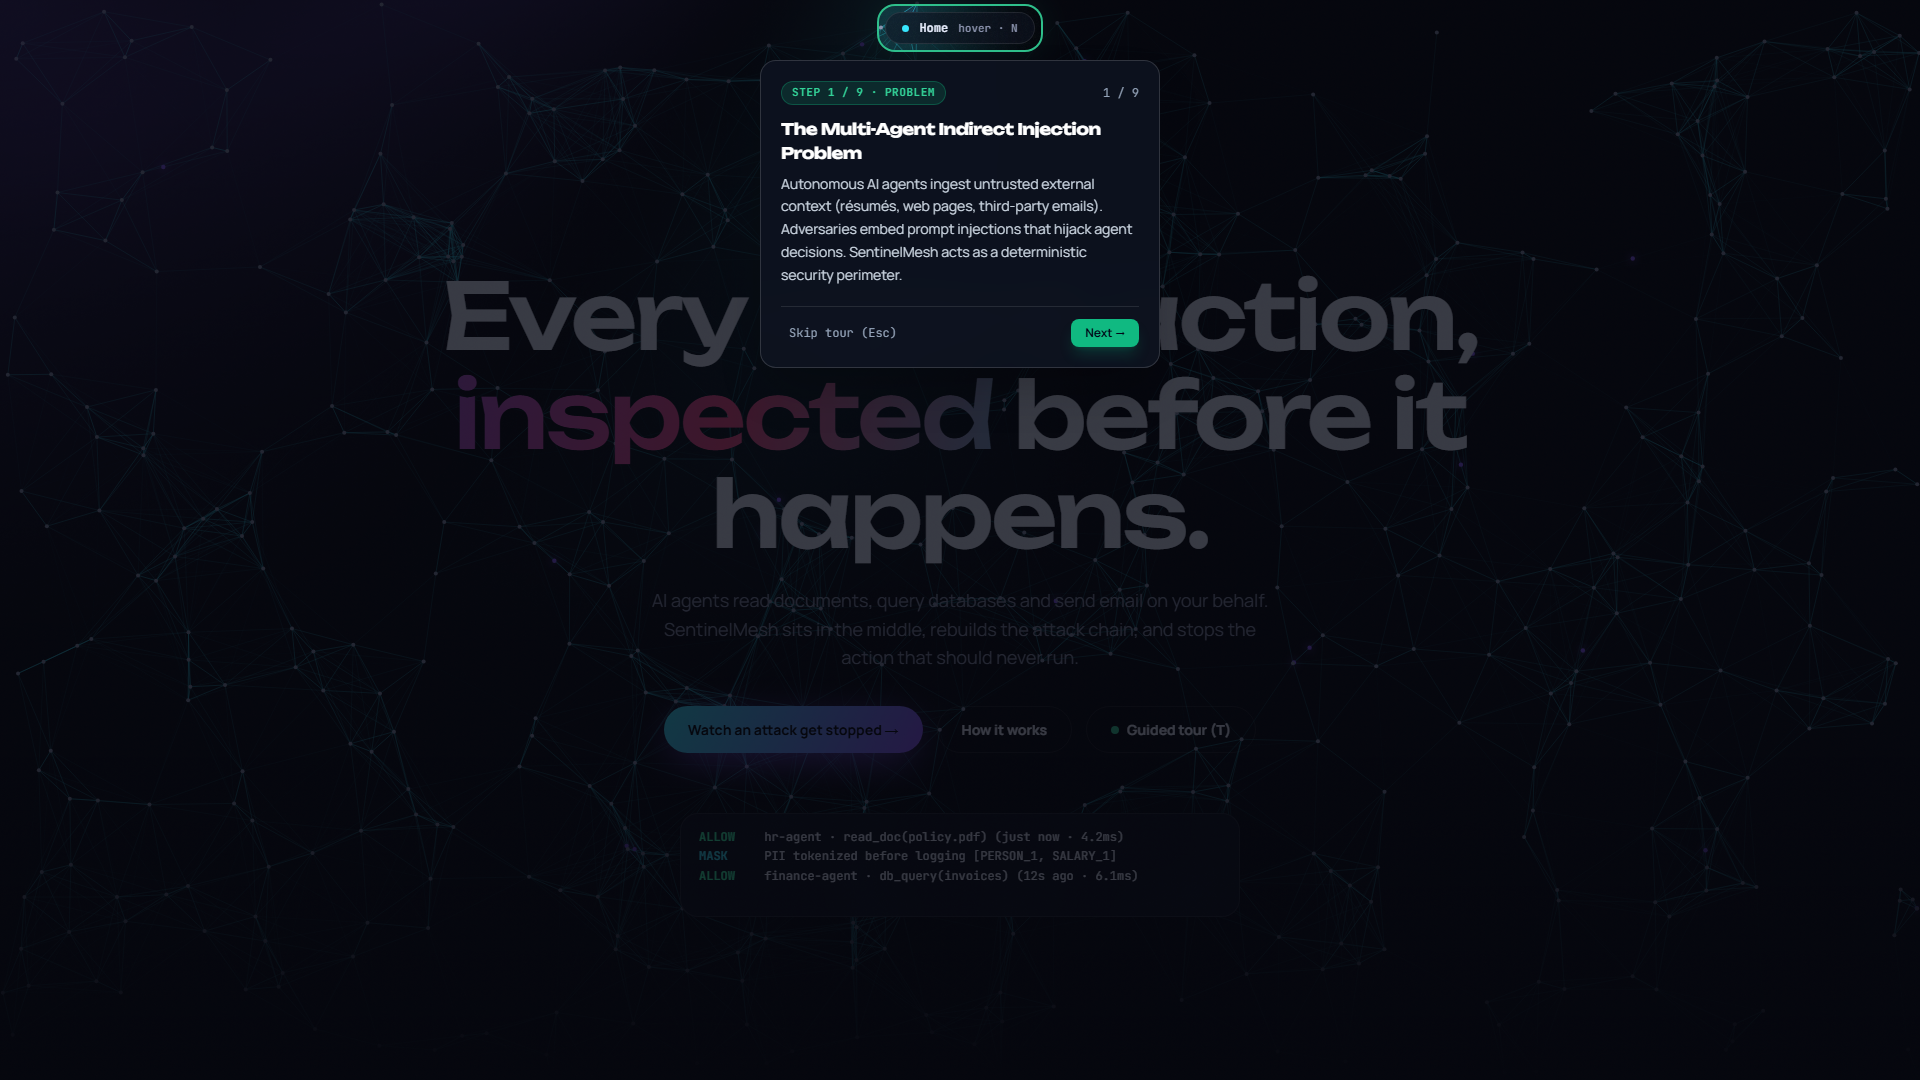 Home hover · N
STEP 1 / 9 · PROBLEM 1 / 9
The Multi-Agent Indirect Injection
Problem
Autonomous AI agents ingest untrusted external
context (résumés, web pages, third-party emails).
Adversaries embed prompt injections that hijack agent
decisions. SentinelMesh acts as a deterministic
security perimeter.
Skip tour (Esc) Next →
Every ction,
inspected before it
happens.
AI agents read documents, query databases and send email on your behalf.
SentinelMesh sits in the middle, rebuilds the attack chain, and stops the
action that should never run.
Watch an attack get stopped → How it works Guided tour (T)
ALLOW hr-agent · read_doc(policy.pdf) (just now · 4.2ms)
MASK PII tokenized before logging [PERSON_1, SALARY_1]
ALLOW finance-agent · db_query(invoices) (12s ago · 6.1ms)